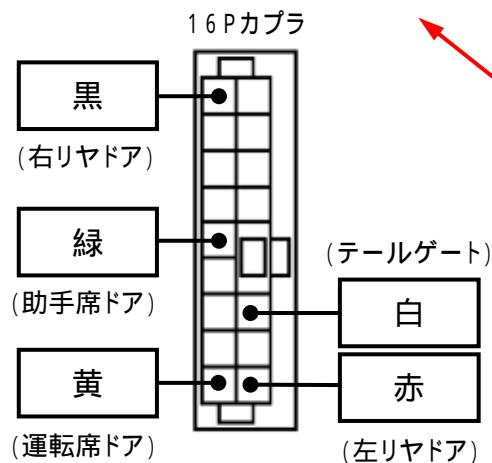 16Pカプラ
黒
(右リヤドア)
緑
(助手席ドア)
(テールゲート)
白
黄
(運転席ドア)
赤
(左リヤドア)